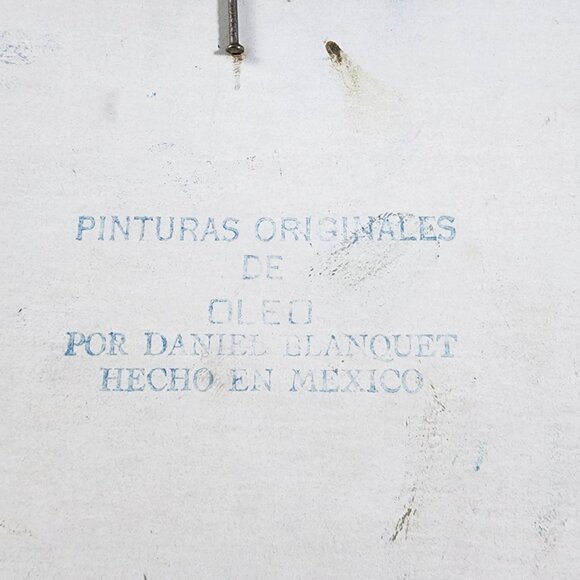 PINTURAS ORIGINALES
DE
OLEO
POR DANIEL BLANQUET
HECHO EN MEXICO